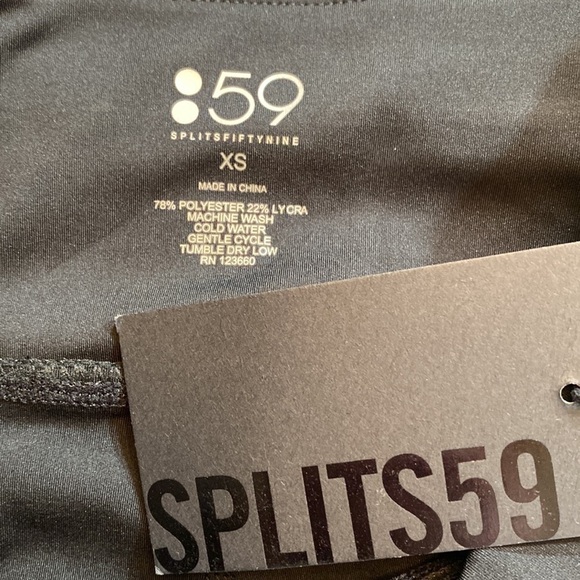 :59
SPLITSFIFTYNINE
XS
MADE IN CHINA
78% POLYESTER 22% LYCRA
MACHINE WASH
COLD WATER
GENTLE CYCLE
TUMBLE DRY LOW
RN 123660
SPLITS59